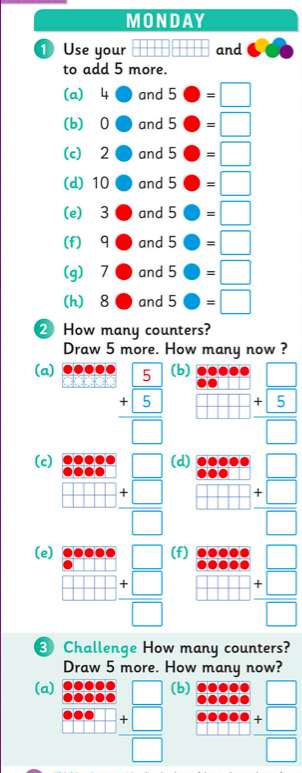 MONDAY
1 Use your and
to add 5 more.
(a) 4 and 5 =
(b) 0 and 5 =
(c) 2 and 5 =
(d) 10 and 5 =
(e) 3 and 5 =
(f) 9 and 5 =
(g) 7 and 5 =
(h) 8 and 5 =
2 How many counters?
Draw 5 more. How many now ?
(a) 5 (b)
+ 5 + 5
(c) (d)
+ +
(e) (f)
+ +
3 Challenge How many counters?
Draw 5 more. How many now?
(a) (b)
+ +